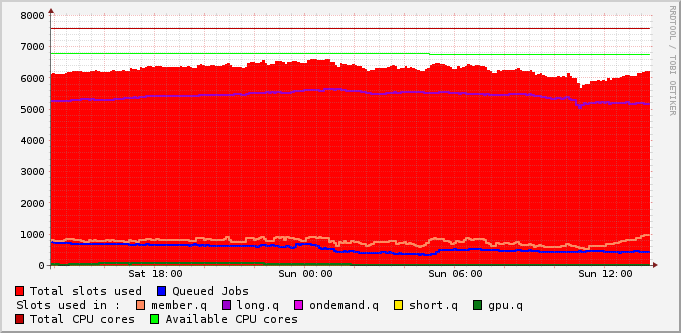 8000
7000
6000
5000
4000
3000
2000
1000
0
Sat 18:00 Sun 00:00 Sun 06:00 Sun 12:00
Total slots used Queued Jobs
Slots used in : member.q long.q ondemand.q short.q gpu.q
Total CPU cores Available CPU cores
RRDTOOL / TOBI OETIKER